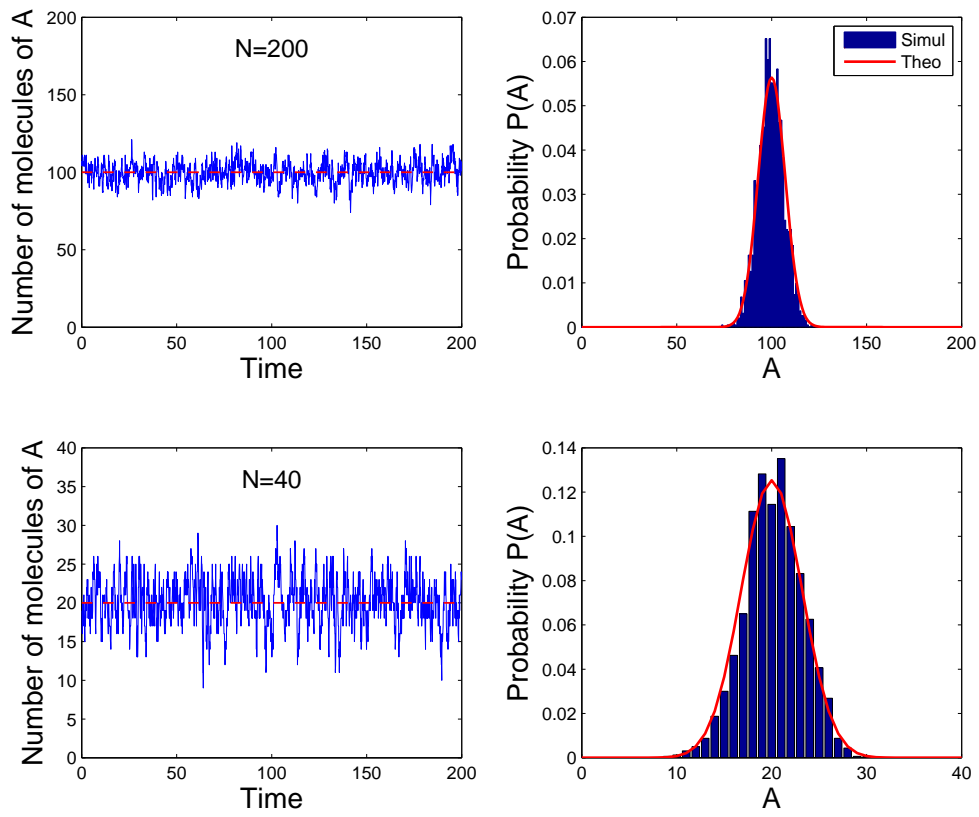 N=200
Number of molecules of A
200
150
100
50
0
0 50 100 150 200
Time
Simul
Theo
Probability P(A)
0.07
0.06
0.05
0.04
0.03
0.02
0.01
0
0 50 100 150 200
A
N=40
Number of molecules of A
40
35
30
25
20
15
10
5
0
0 50 100 150 200
Time
Probability P(A)
0.14
0.12
0.1
0.08
0.06
0.04
0.02
0
0 10 20 30 40
A